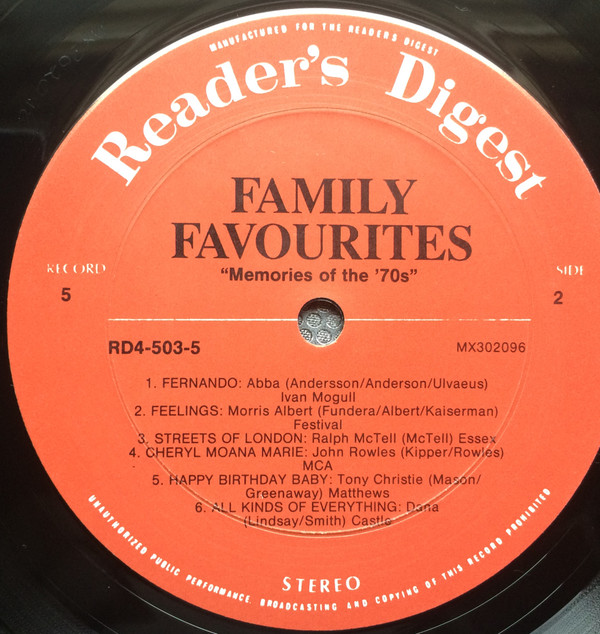 MANUFACTURED FOR THE READERS DIGEST
Reader's Digest
FAMILY
FAVOURITES
"Memories of the '70s"
RECORD
5
SIDE
2
RD4-503-5
MX302096
1. FERNANDO: Abba (Andersson/Anderson/Ulvaeus)
Ivan Mogull
2. FEELINGS: Morris Albert (Fundera/Albert/Kaiserman)
Festival
3. STREETS OF LONDON: Ralph McTell (McTell) Essex
4. CHERYL MOANA MARIE: John Rowles (Kipper/Rowles)
MCA
5. HAPPY BIRTHDAY BABY: Tony Christie (Mason/
Greenaway) Matthews
6. ALL KINDS OF EVERYTHING: Dana
(Lindsay/Smith) Castle
STEREO
UNAUTHORIZED PUBLIC PERFORMANCE, BROADCASTING AND COPYING OF THIS RECORD PROHIBITED